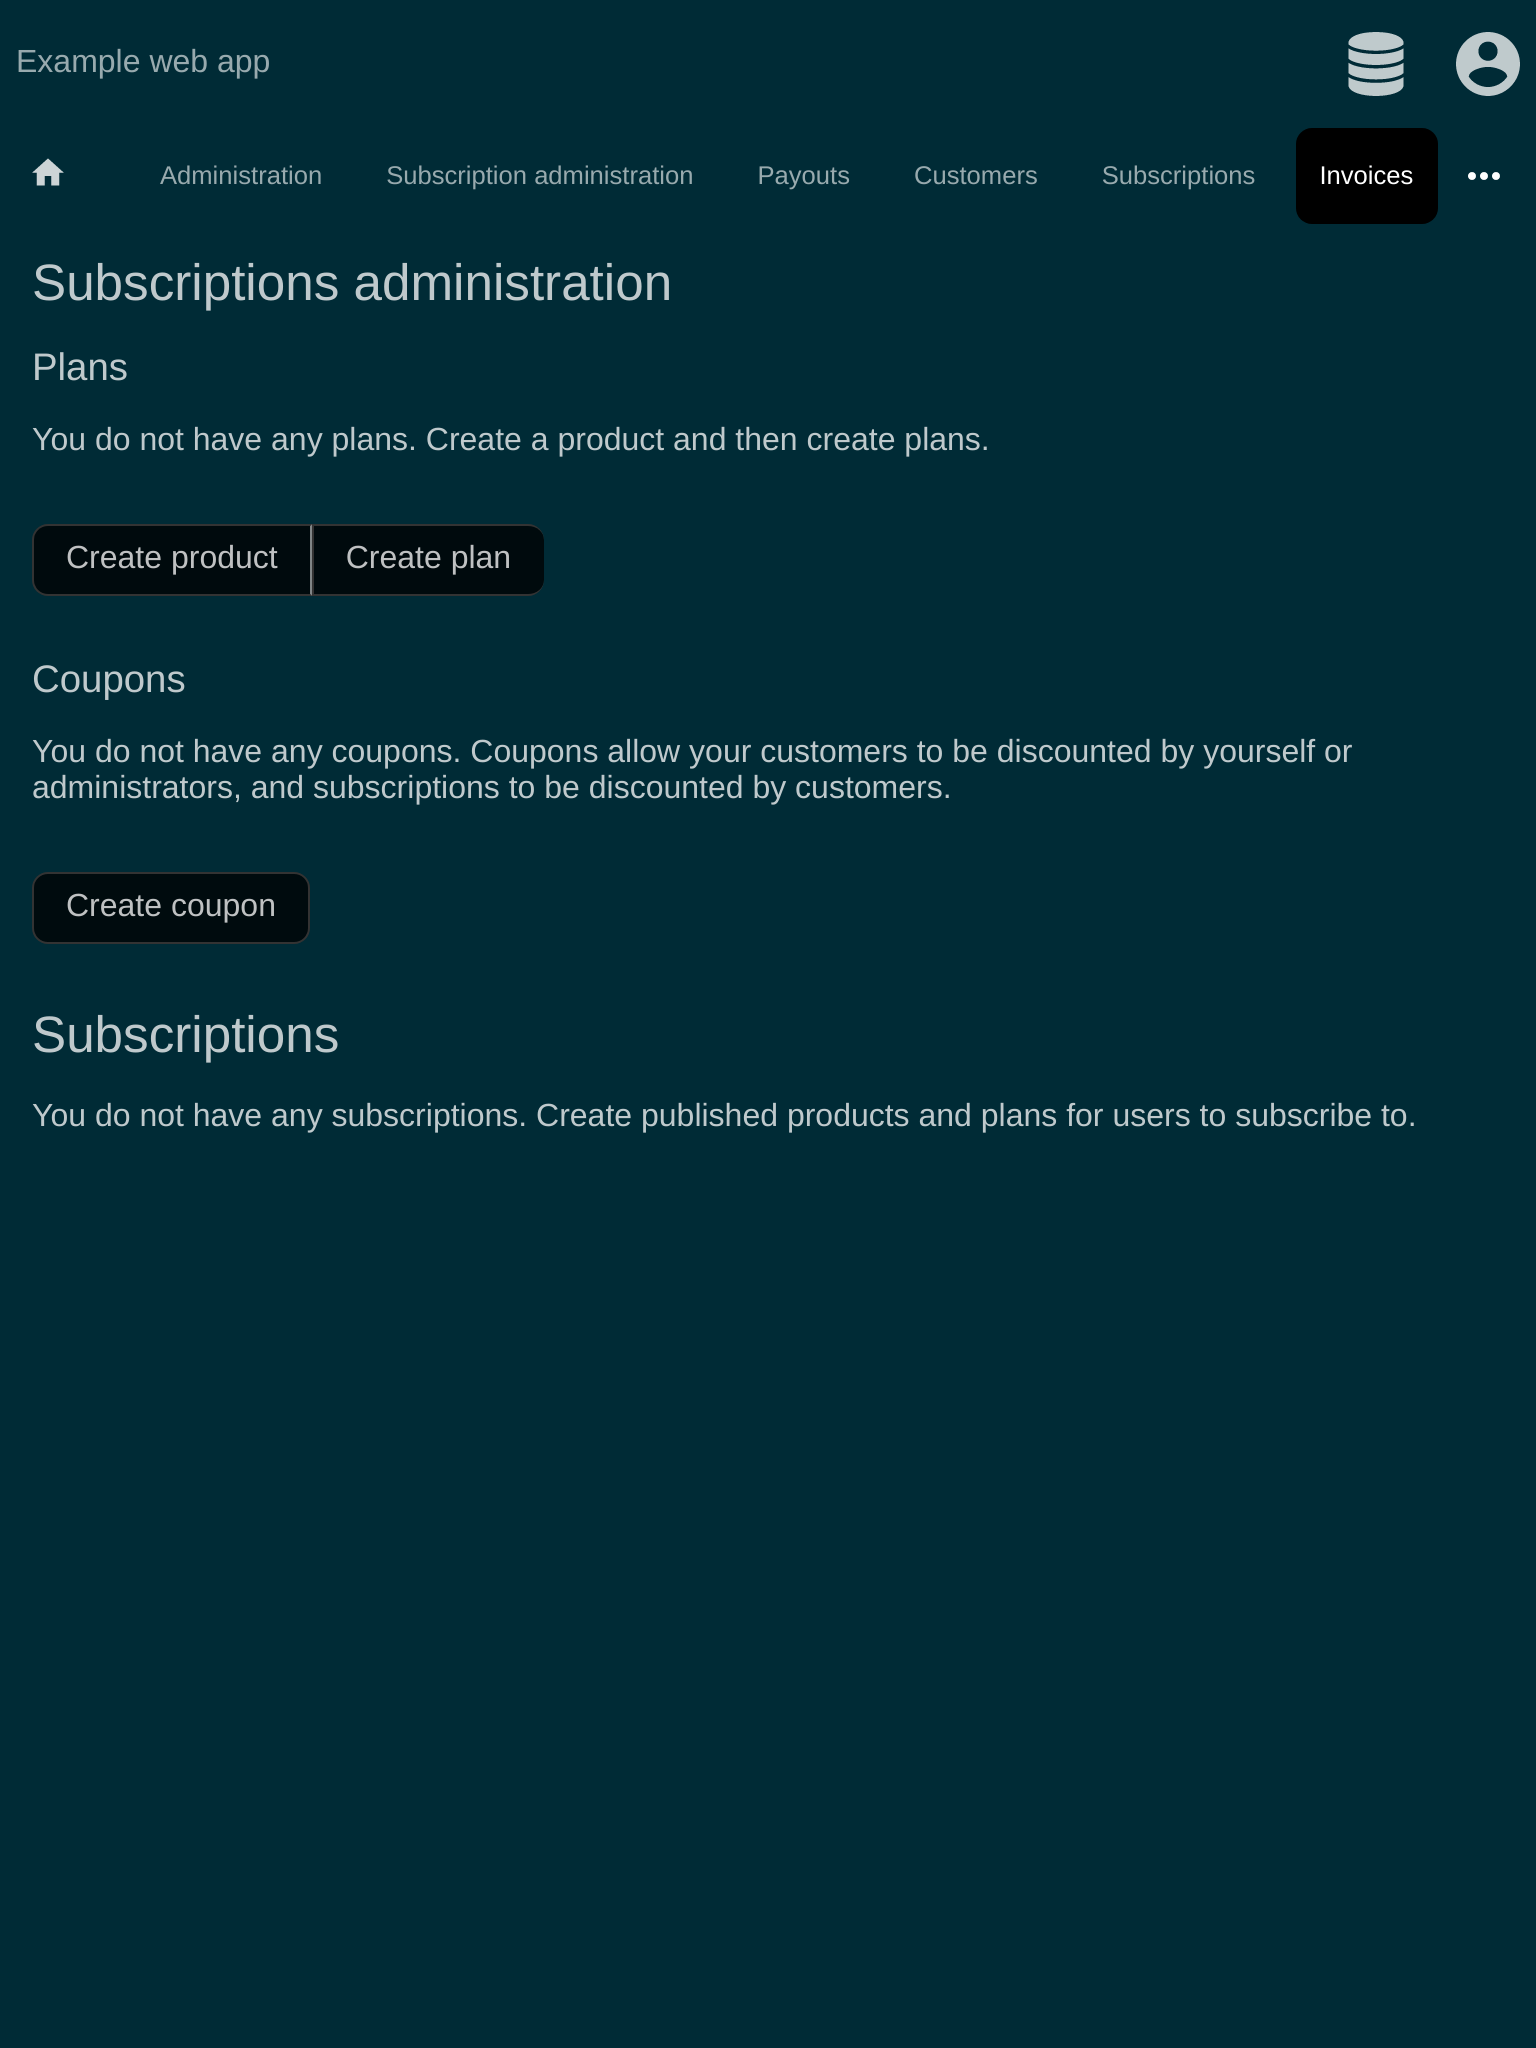 Example web app
Administration
Subscription administration
Payouts
Customers
Subscriptions
Invoices
Subscriptions administration
Plans
You do not have any plans. Create a product and then create plans.
Create product
Create plan
Coupons
You do not have any coupons. Coupons allow your customers to be discounted by yourself or
administrators, and subscriptions to be discounted by customers.
Create coupon
Subscriptions
You do not have any subscriptions. Create published products and plans for users to subscribe to.